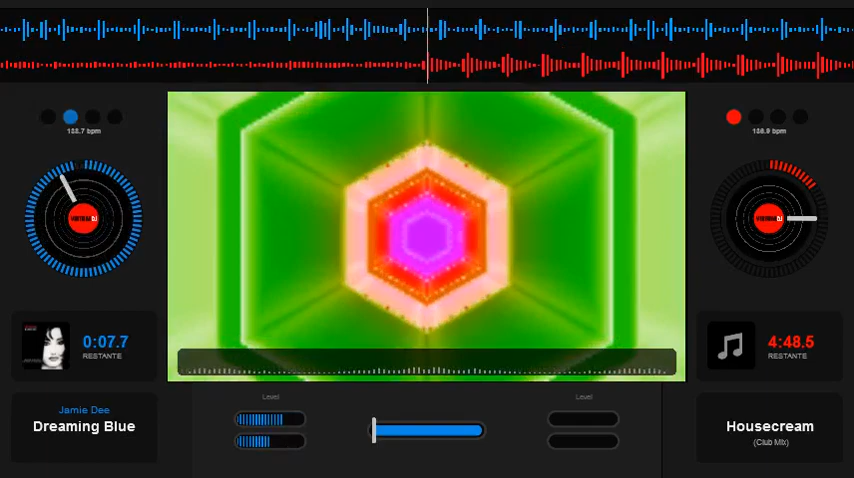 138.7 bpm
138.9 bpm
0:07.7
RESTANTE
4:48.5
RESTANTE
Jamie Dee
Dreaming Blue
Level
Level
Housecream
(Club Mix)